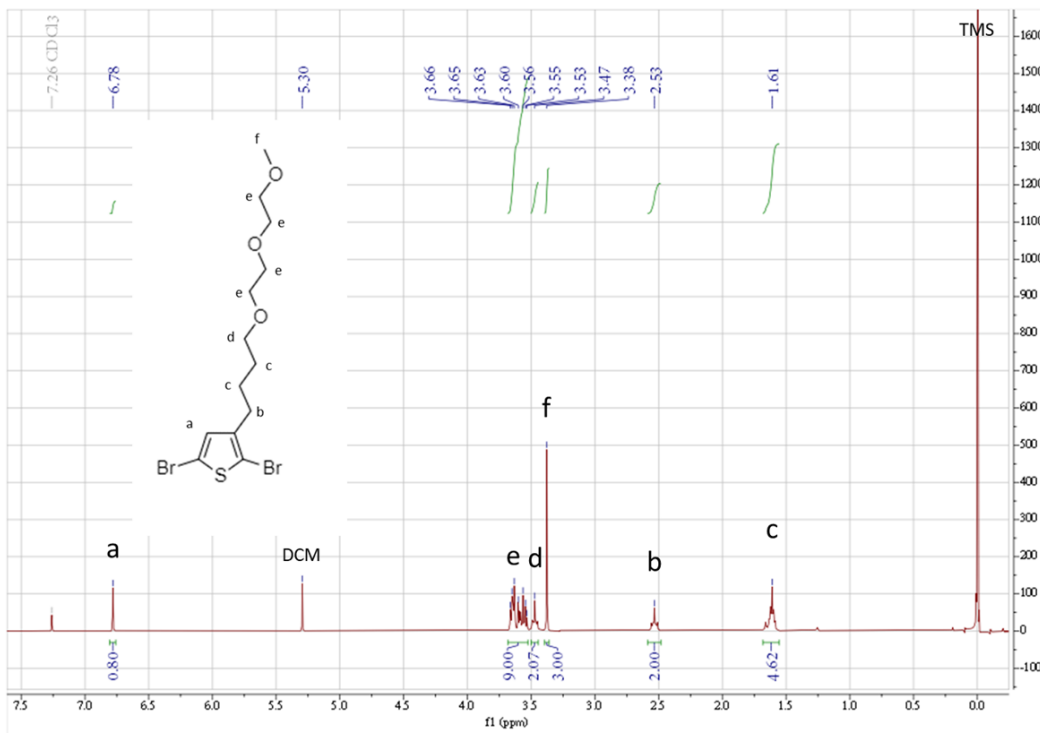 7.26 CDCl3
6.78
5.30
3.66
3.65
3.63
3.60
3.56
3.55
3.53
3.47
3.38
2.53
1.61
TMS
1600
1500
1400
1300
1200
1100
1000
900
800
700
600
500
400
300
200
100
0
-100
f
O
e
e
O
e
e
O
d
c
c
b
a
Br
S
Br
a
DCM
e
d
f
b
c
0.80
9.00
2.07
3.00
2.00
4.62
7.5
7.0
6.5
6.0
5.5
5.0
4.5
4.0
3.5
3.0
2.5
2.0
1.5
1.0
0.5
0.0
f1 (ppm)